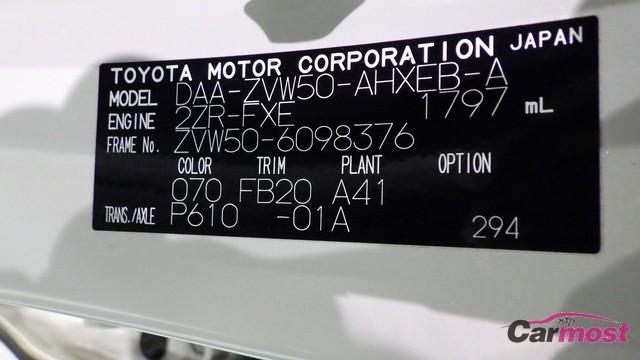 TOYOTA MOTOR CORPORATION JAPAN
MODEL DAA-ZVW50-AHXEB-A
ENGINE 2ZR-FXE 1797 mL
FRAME No. ZVW50-6098376
COLOR TRIM PLANT OPTION
070 FB20 A41
TRANS./AXLE P610 -01A
294
Carmost